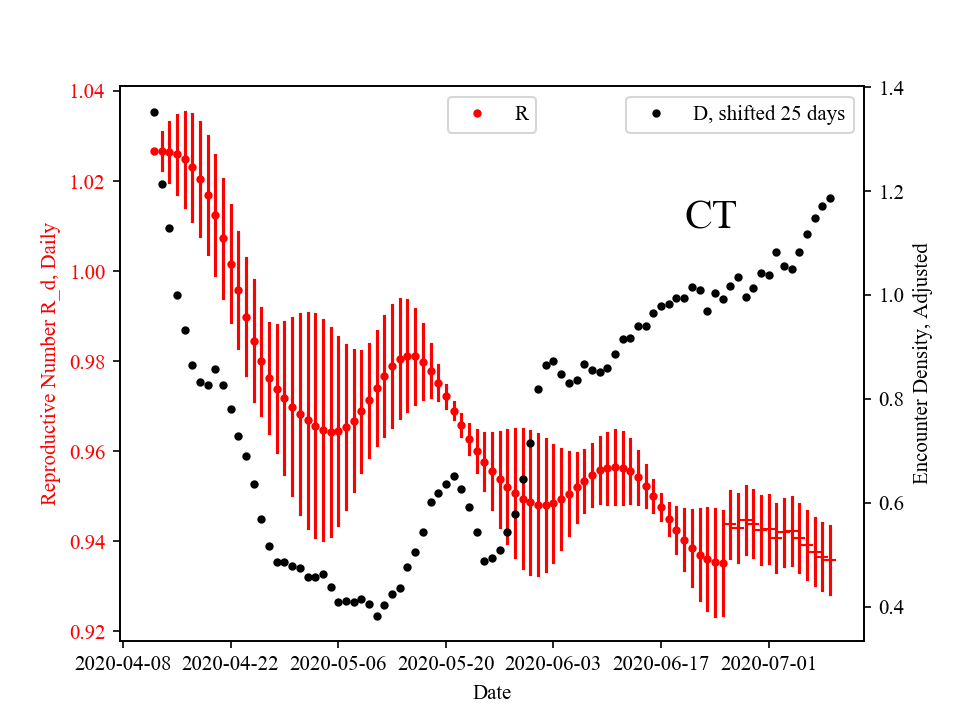 R
D, shifted 25 days
CT
Reproductive Number R_d, Daily
1.04
1.02
1.00
0.98
0.96
0.94
0.92
1.4
1.2
1.0
0.8
0.6
0.4
Encounter Density, Adjusted
2020-04-08 2020-04-22 2020-05-06 2020-05-20 2020-06-03 2020-06-17 2020-07-01
Date